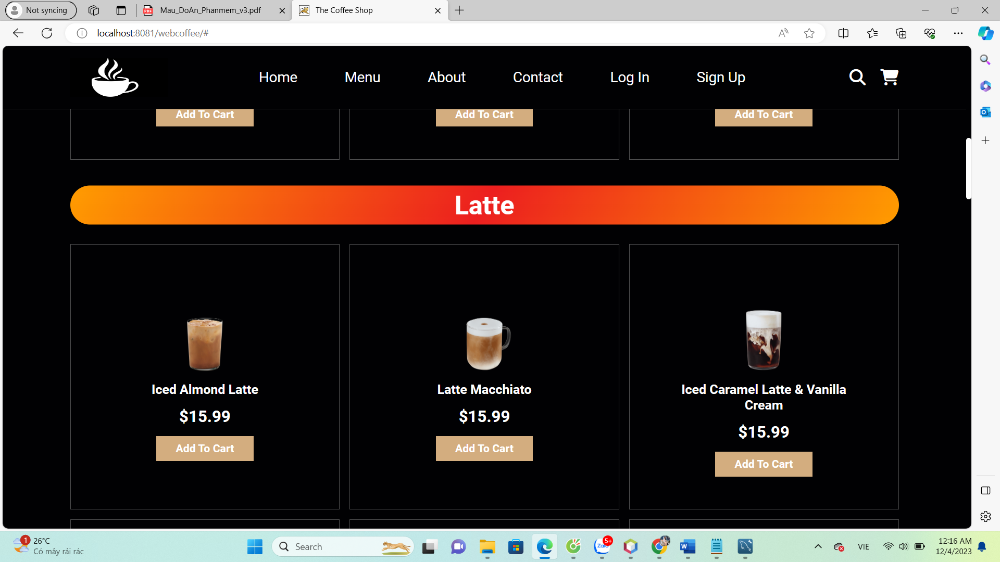 Not syncing
Mau_DoAn_Phanmem_v3.pdf
The Coffee Shop
localhost:8081/webcoffee/#
Home
Menu
About
Contact
Log In
Sign Up
Add To Cart
Add To Cart
Add To Cart
Latte
Iced Almond Latte
$15.99
Add To Cart
Latte Macchiato
$15.99
Add To Cart
Iced Caramel Latte & Vanilla
Cream
$15.99
Add To Cart
1
26°C
Có mây rải rác
Search
Zalo
5+
W
VIE
12:16 AM
12/4/2023